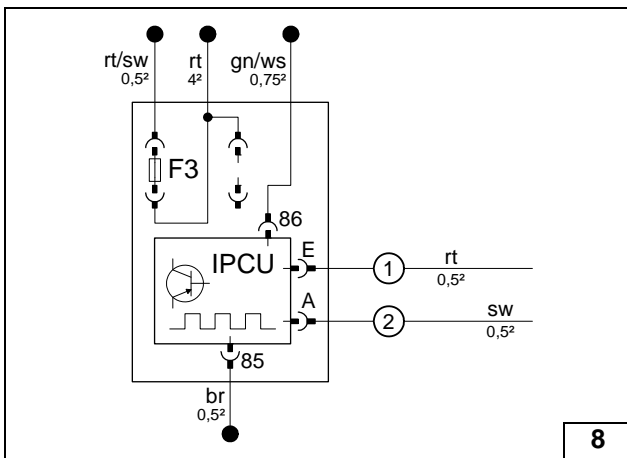 rt/sw
0,5²
rt
4²
gn/ws
0,75²
F3
86
IPCU
E
1
rt
0,5²
A
2
sw
0,5²
85
br
0,5²
8